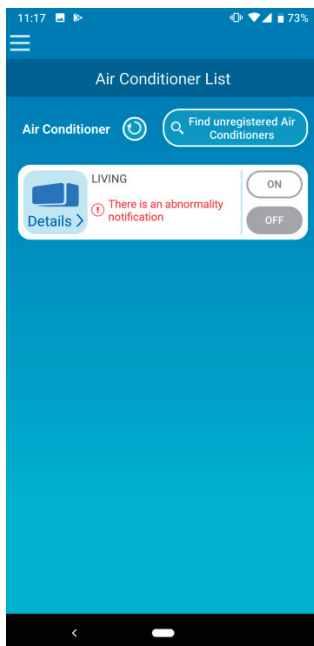 11:17 73%
Air Conditioner List
Air Conditioner
Find unregistered Air
Conditioners
LIVING
There is an abnormality
notification
Details >
ON
OFF